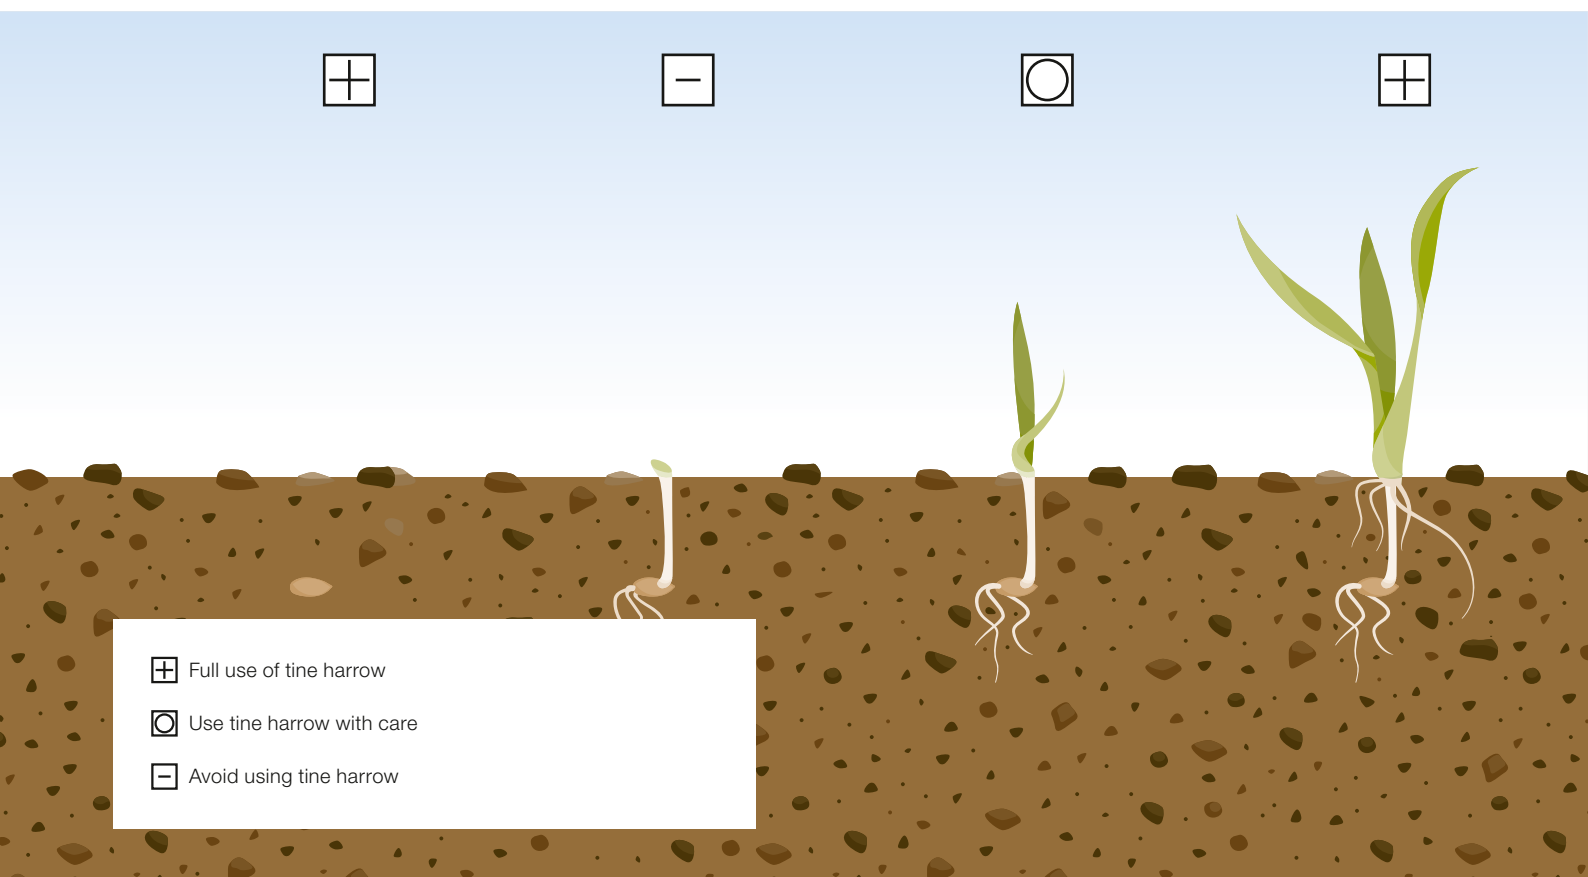 Full use of tine harrow
Use tine harrow with care
Avoid using tine harrow